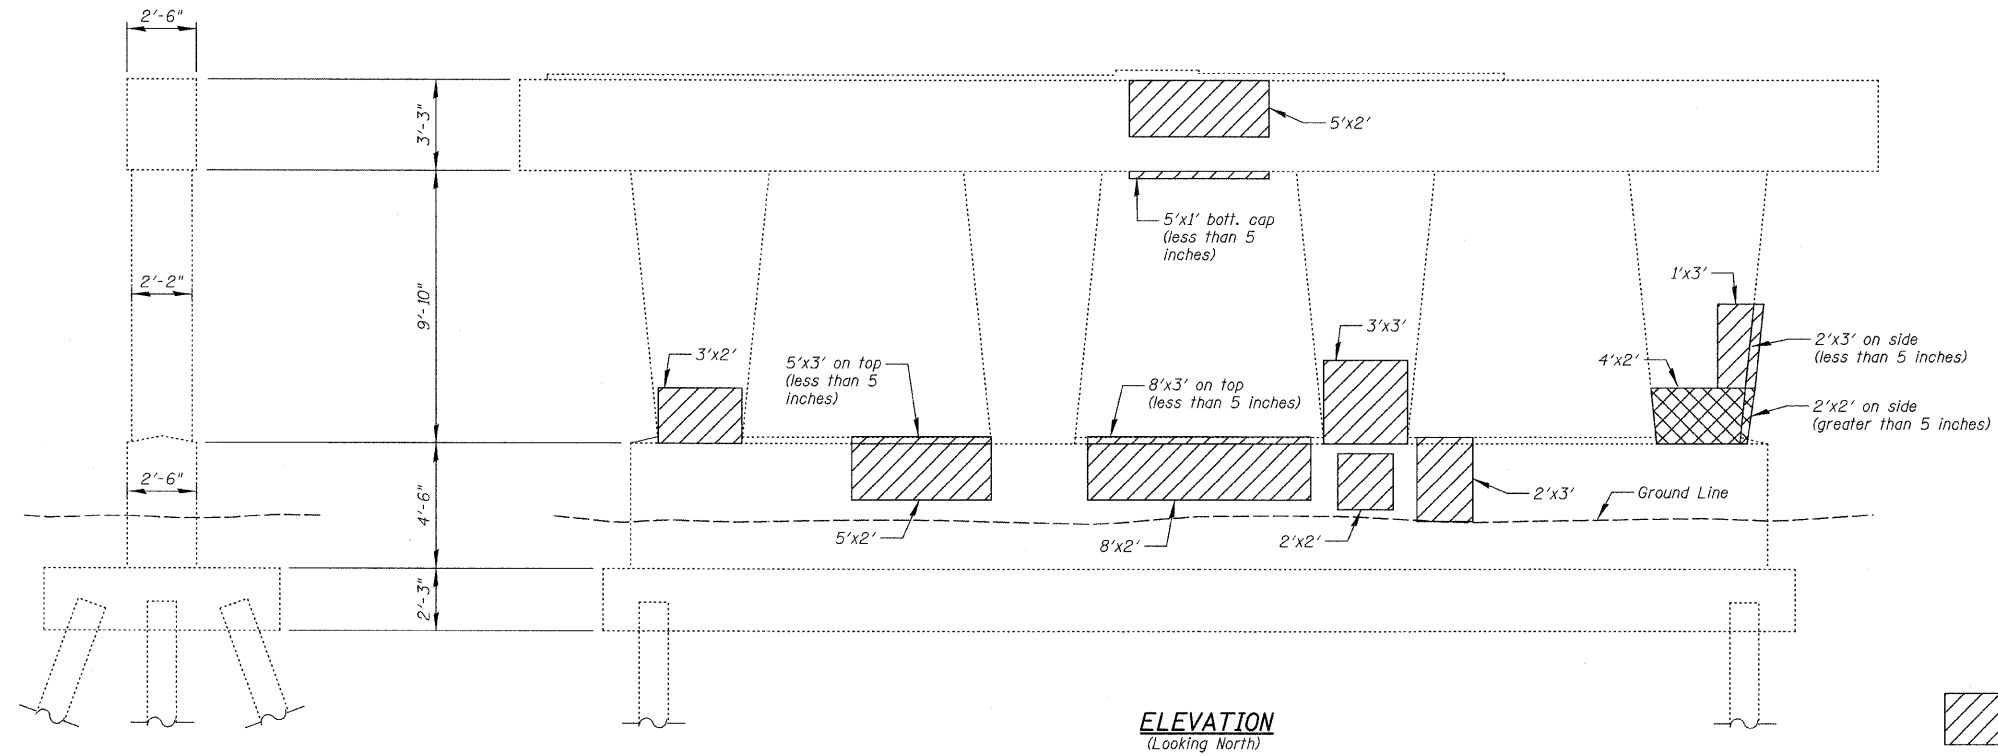 2'-6"
3'-3"
5'x2'
5'x1' bott. cap
(less than 5
inches)
2'-2"
9'-10"
1'x3'
3'x3'
2'x3' on side
(less than 5 inches)
3'x2'
5'x3' on top
(less than 5
inches)
8'x3' on top
(less than 5 inches)
4'x2'
2'x2' on side
(greater than 5 inches)
2'-6"
4'-6"
2'x3'
Ground Line
5'x2'
8'x2'
2'x2'
2'-3"
ELEVATION
(Looking North)